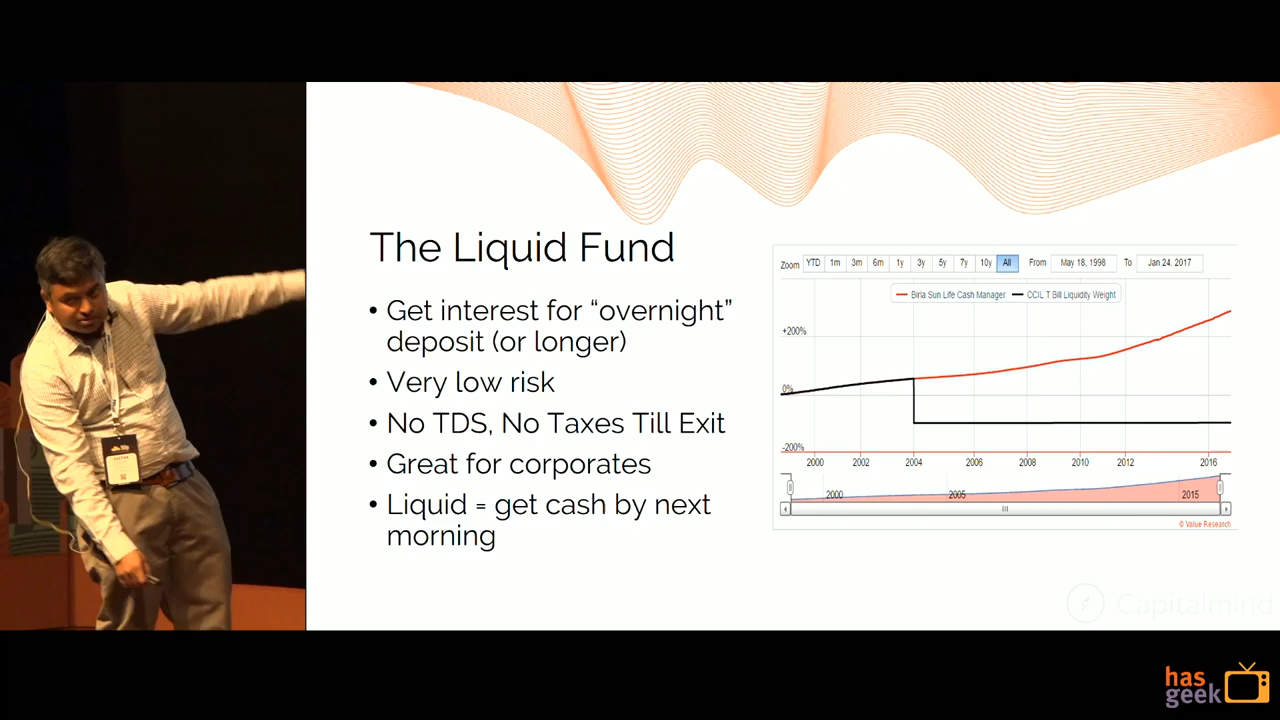 The Liquid Fund
• Get interest for “overnight”
deposit (or longer)
• Very low risk
• No TDS, No Taxes Till Exit
• Great for corporates
• Liquid = get cash by next
morning
Zoom YTD 1m 3m 6m 1y 3y 5y 7y 10y All From May 18, 1998 To Jan 24, 2017
Birla Sun Life Cash Manager CCIL T Bill Liquidity Weight
+200%
0%
-200%
2000 2002 2004 2006 2008 2010 2012 2016
2000 2005 2015
© Value Research
Capitalmind
has
geek